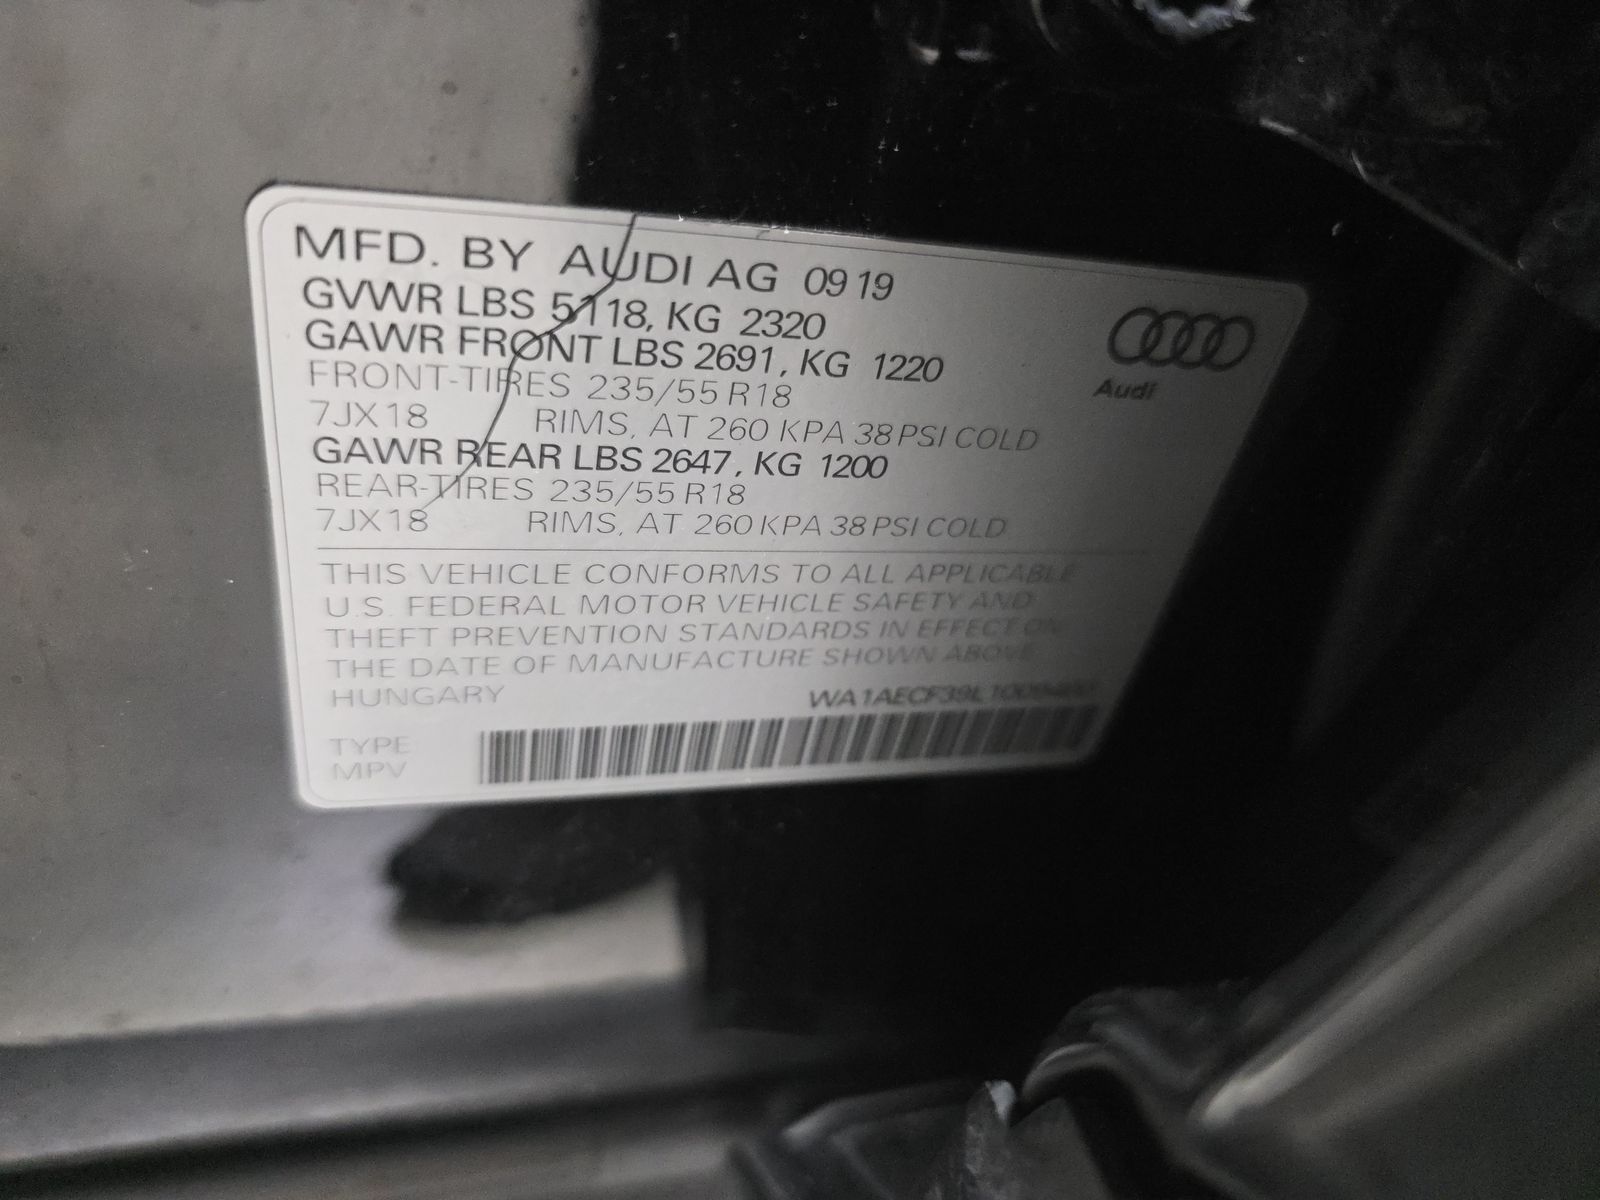 MFD. BY AUDI AG 09 19
GVWR LBS 5118, KG 2320
GAWR FRONT LBS 2691, KG 1220
FRONT-TIRES 235/55 R18
7JX18 RIMS, AT 260 KPA 38 PSI COLD
GAWR REAR LBS 2647, KG 1200
REAR-TIRES 235/55 R18
7JX18 RIMS, AT 260 KPA 38 PSI COLD
THIS VEHICLE CONFORMS TO ALL APPLICABLE
U.S. FEDERAL MOTOR VEHICLE SAFETY AND
THEFT PREVENTION STANDARDS IN EFFECT ON
THE DATE OF MANUFACTURE SHOWN ABOVE
HUNGARY
TYPE
MPV
Audi